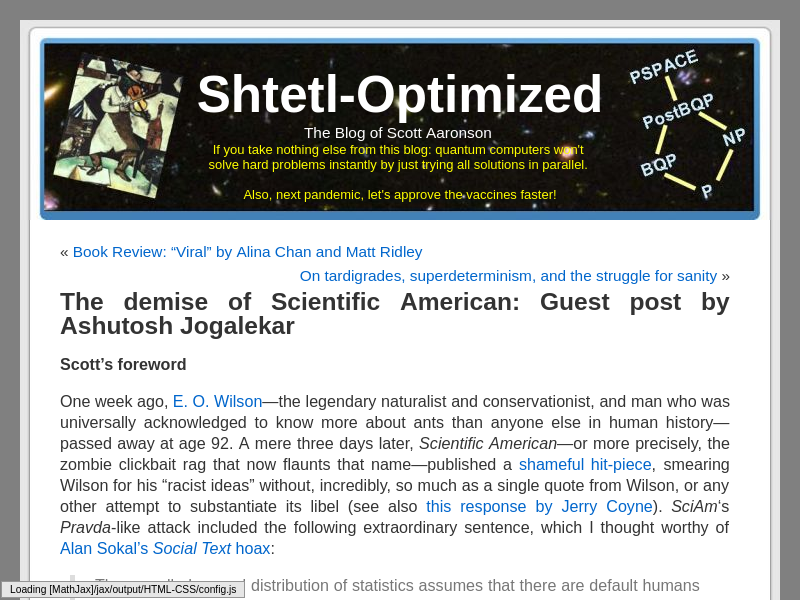 Shtetl-Optimized
The Blog of Scott Aaronson
If you take nothing else from this blog: quantum computers won't
solve hard problems instantly by just trying all solutions in parallel.
Also, next pandemic, let's approve the vaccines faster!
PSPACE
PostBQP
NP
BQP
P
« Book Review: “Viral” by Alina Chan and Matt Ridley
On tardigrades, superdeterminism, and the struggle for sanity »
The demise of Scientific American: Guest post by
Ashutosh Jogalekar
Scott’s foreword
One week ago, E. O. Wilson—the legendary naturalist and conservationist, and man who was
universally acknowledged to know more about ants than anyone else in human history—
passed away at age 92. A mere three days later, Scientific American—or more precisely, the
zombie clickbait rag that now flaunts that name—published a shameful hit-piece, smearing
Wilson for his “racist ideas” without, incredibly, so much as a single quote from Wilson, or any
other attempt to substantiate its libel (see also this response by Jerry Coyne). SciAm‘s
Pravda-like attack included the following extraordinary sentence, which I thought worthy of
Alan Sokal’s Social Text hoax:
distribution of statistics assumes that there are default humans
Loading [MathJax]/jax/output/HTML-CSS/config.js